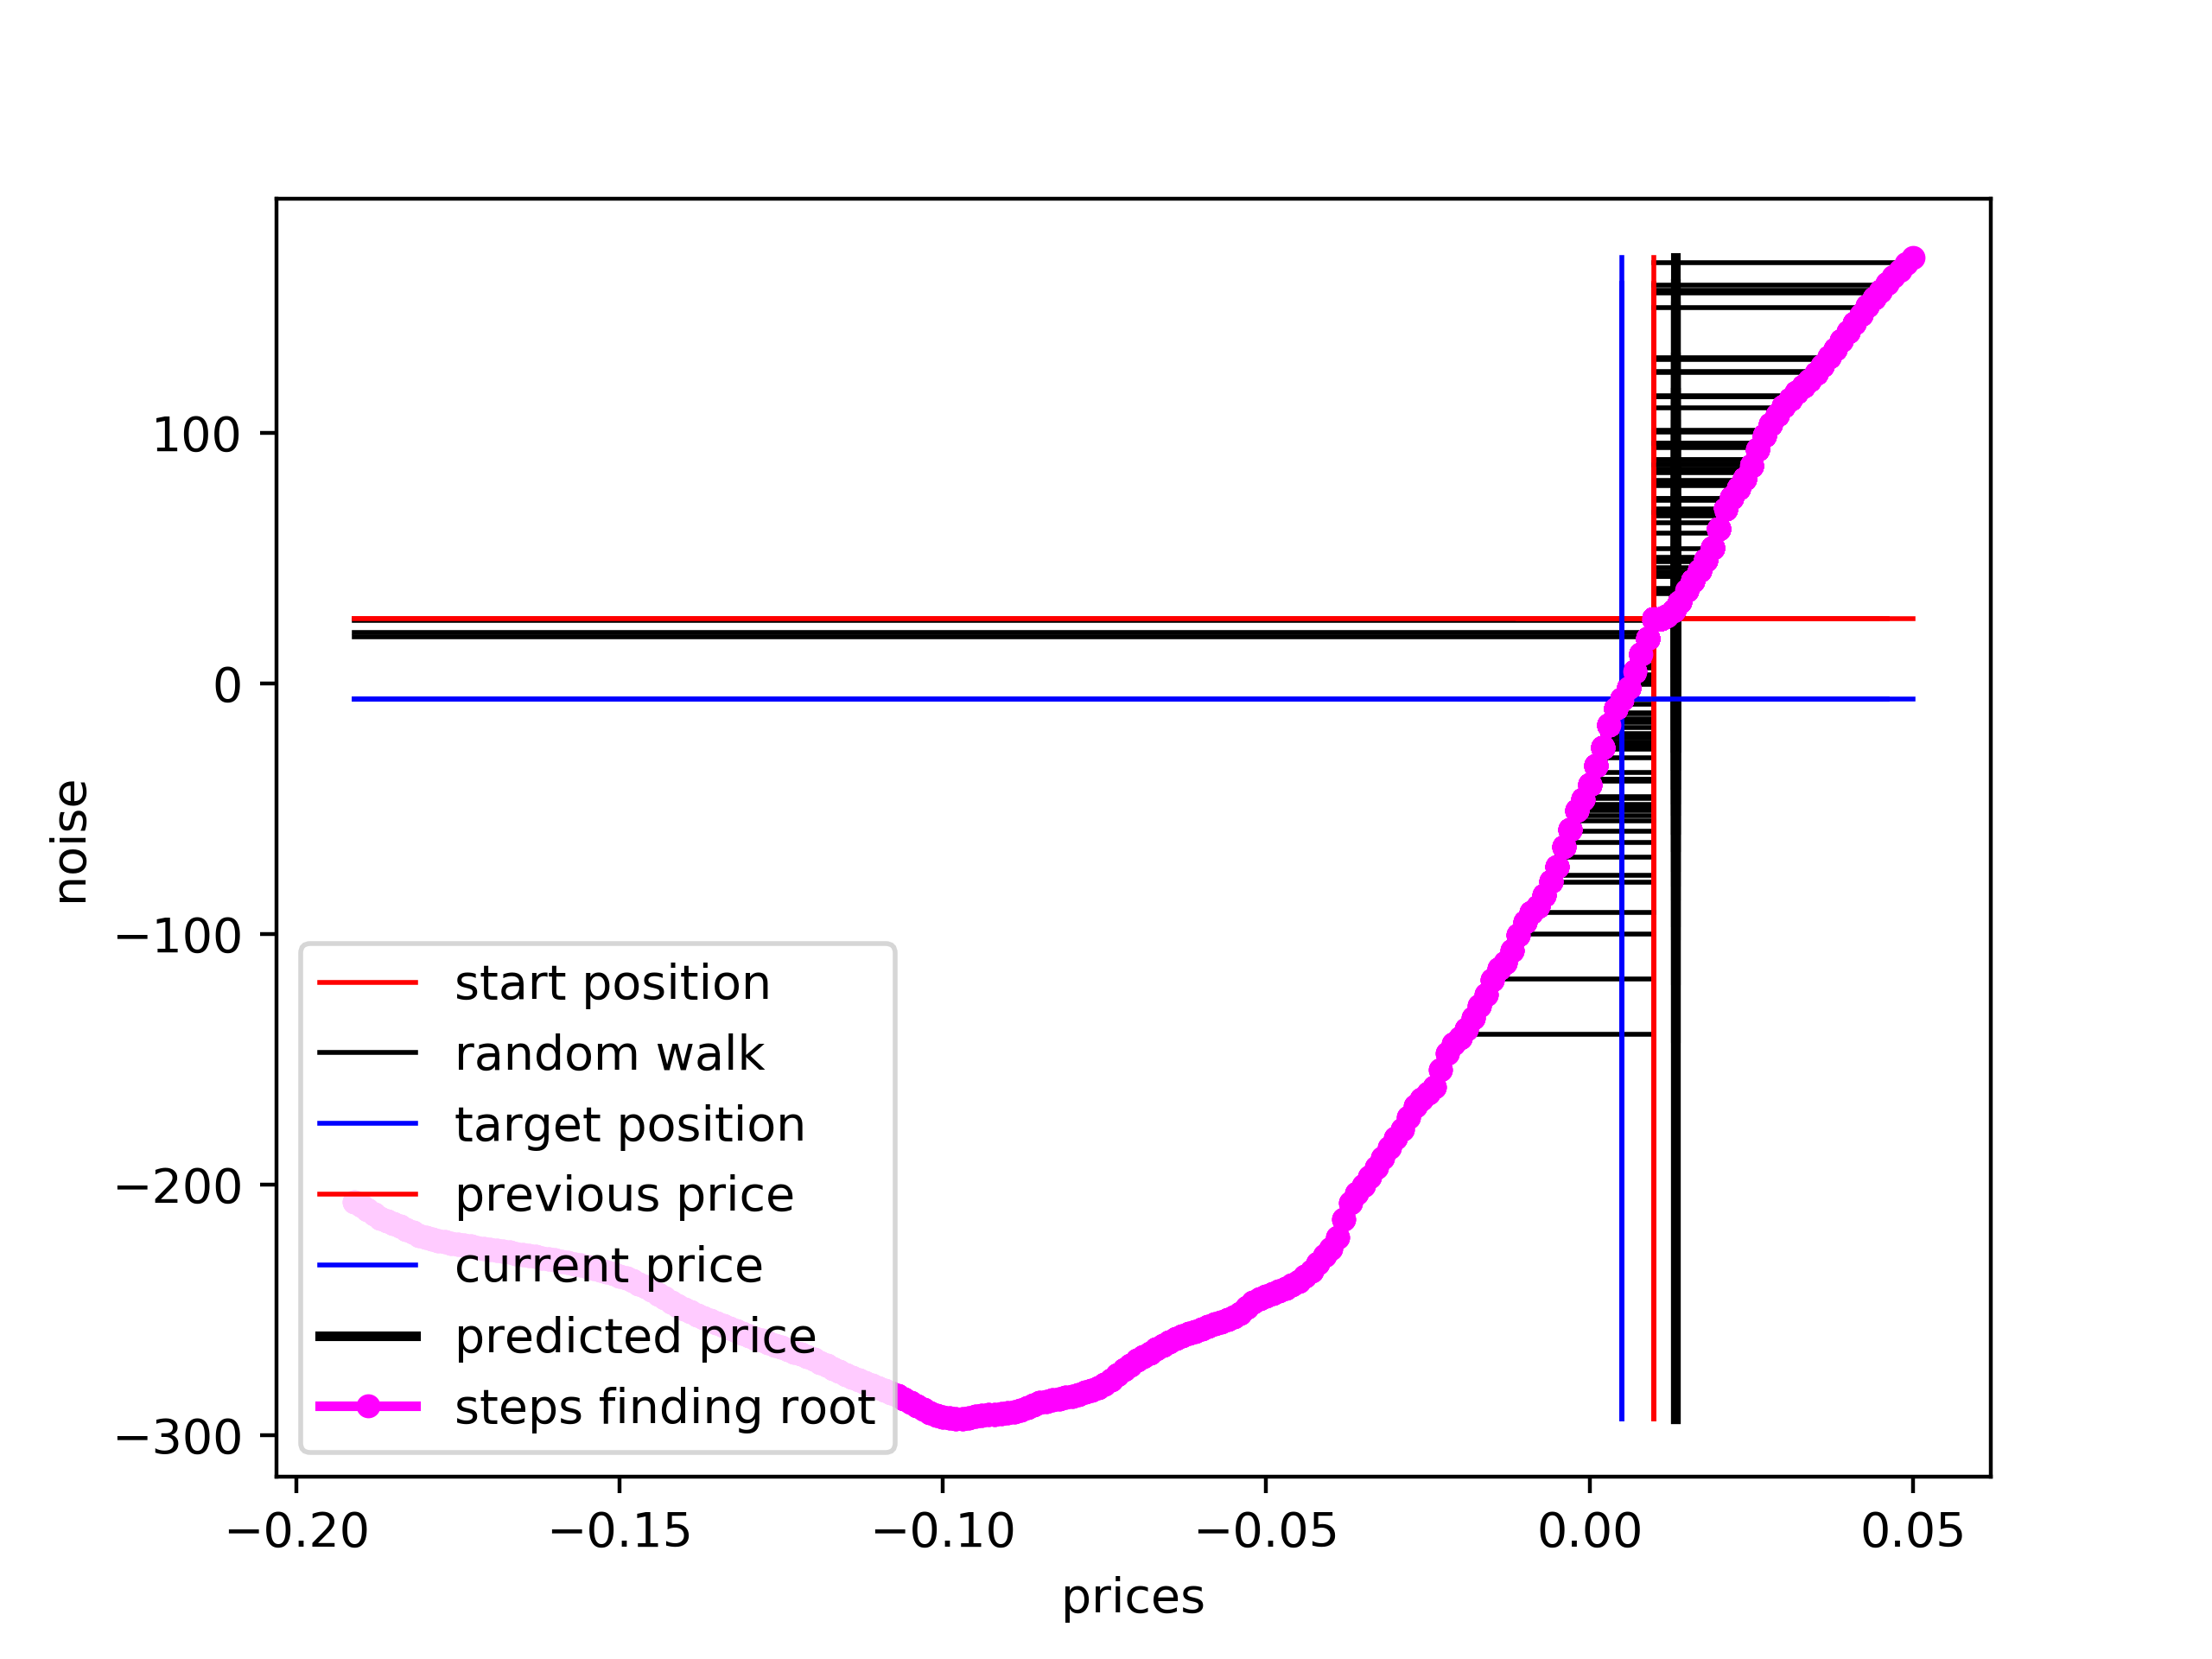 100
0
−100
−200
−300
noise
start position
random walk
target position
previous price
current price
predicted price
steps finding root
−0.20 −0.15 −0.10 −0.05 0.00 0.05
prices